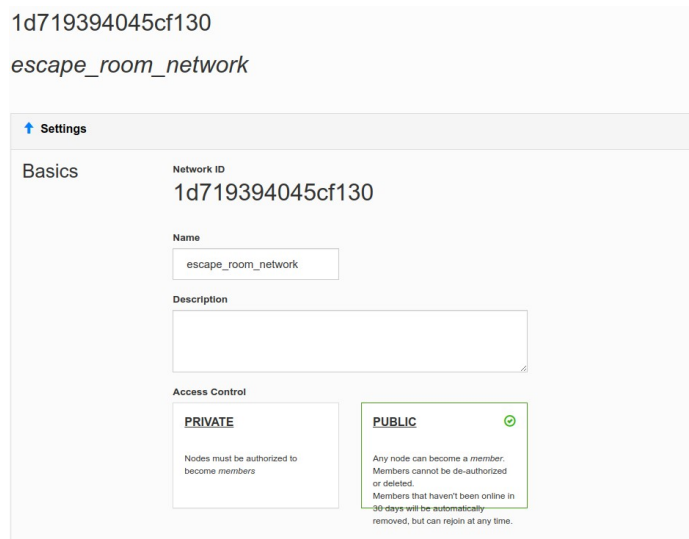 1d719394045cf130
escape_room_network
Settings
Basics
Network ID
1d719394045cf130
Name
escape_room_network
Description
Access Control
PRIVATE
Nodes must be authorized to
become members
PUBLIC
Any node can become a member.
Members cannot be de-authorized
or deleted.
Members that haven't been online in
30 days will be automatically
removed, but can rejoin at any time.